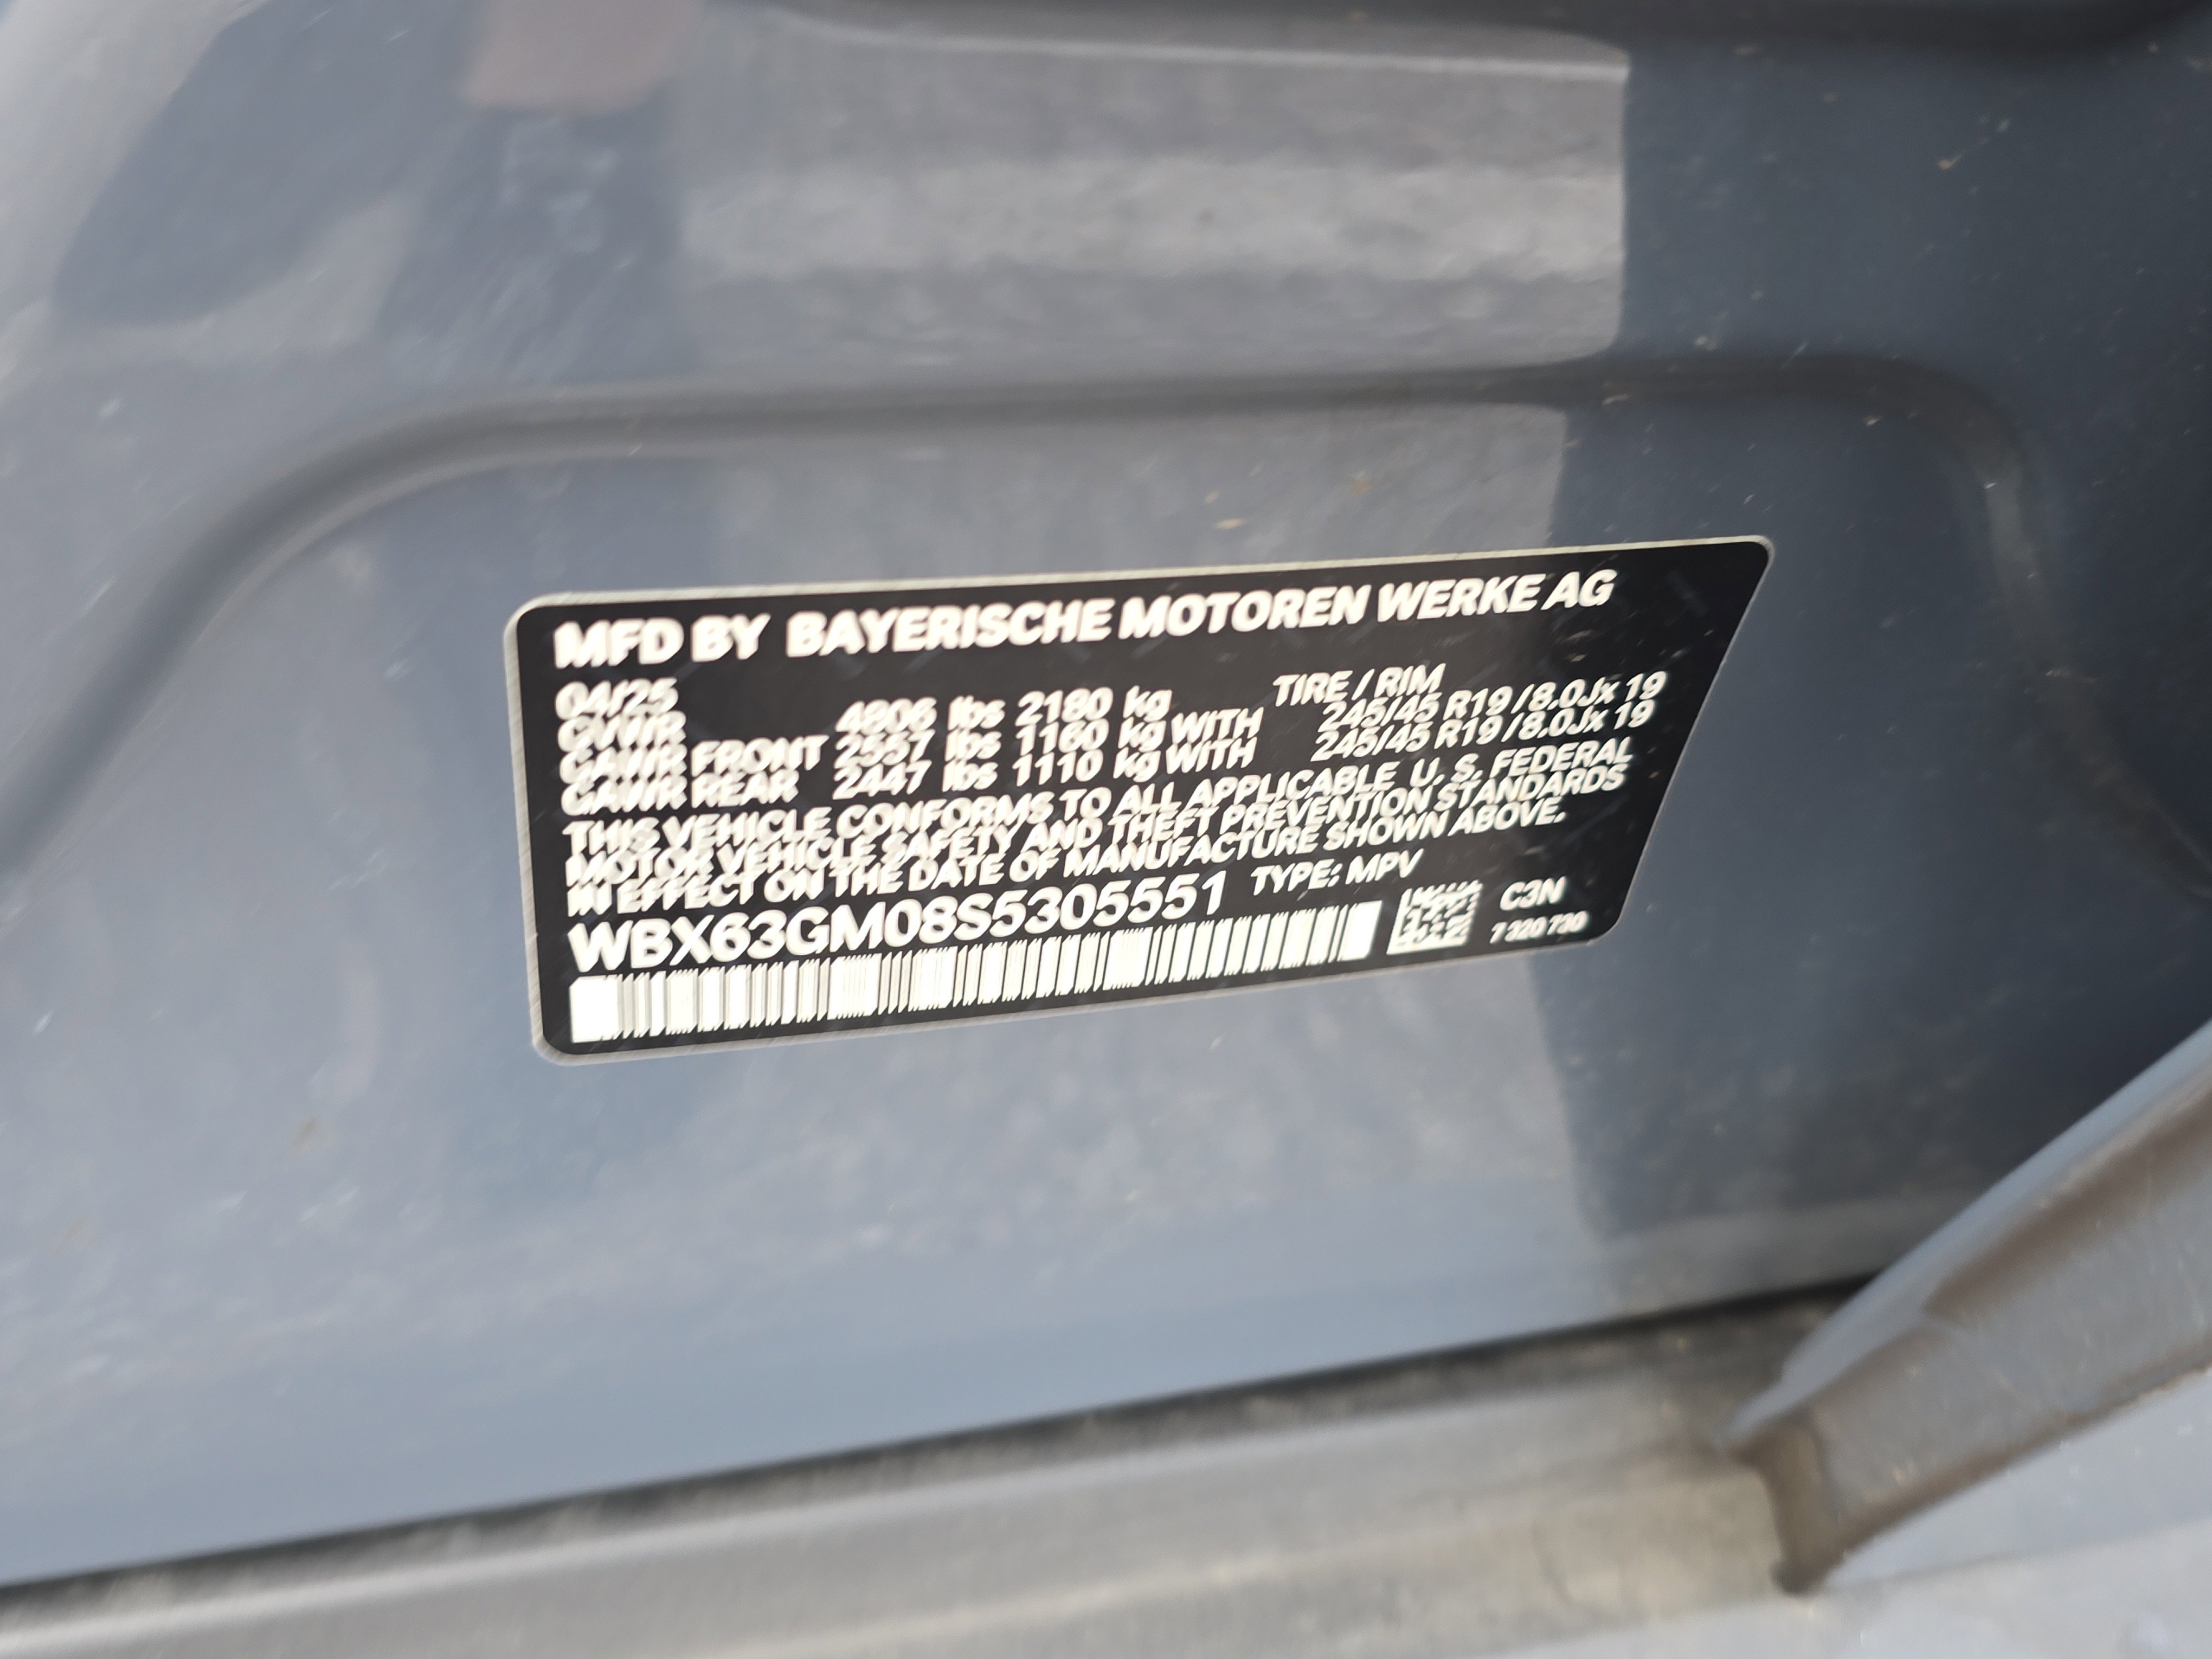 MFD BY BAYERISCHE MOTOREN WERKE AG
04/25 TIRE / RIM
GVWR 4806 lbs 2180 kg
GAWR FRONT 2557 lbs 1160 kg WITH 245/45 R19 / 8.0Jx 19
GAWR REAR 2447 lbs 1110 kg WITH 245/45 R19 / 8.0Jx 19
THIS VEHICLE CONFORMS TO ALL APPLICABLE U. S. FEDERAL
MOTOR VEHICLE SAFETY AND THEFT PREVENTION STANDARDS
IN EFFECT ON THE DATE OF MANUFACTURE SHOWN ABOVE.
WBX63GM08S5305551 TYPE: MPV
C3N
7 320 730